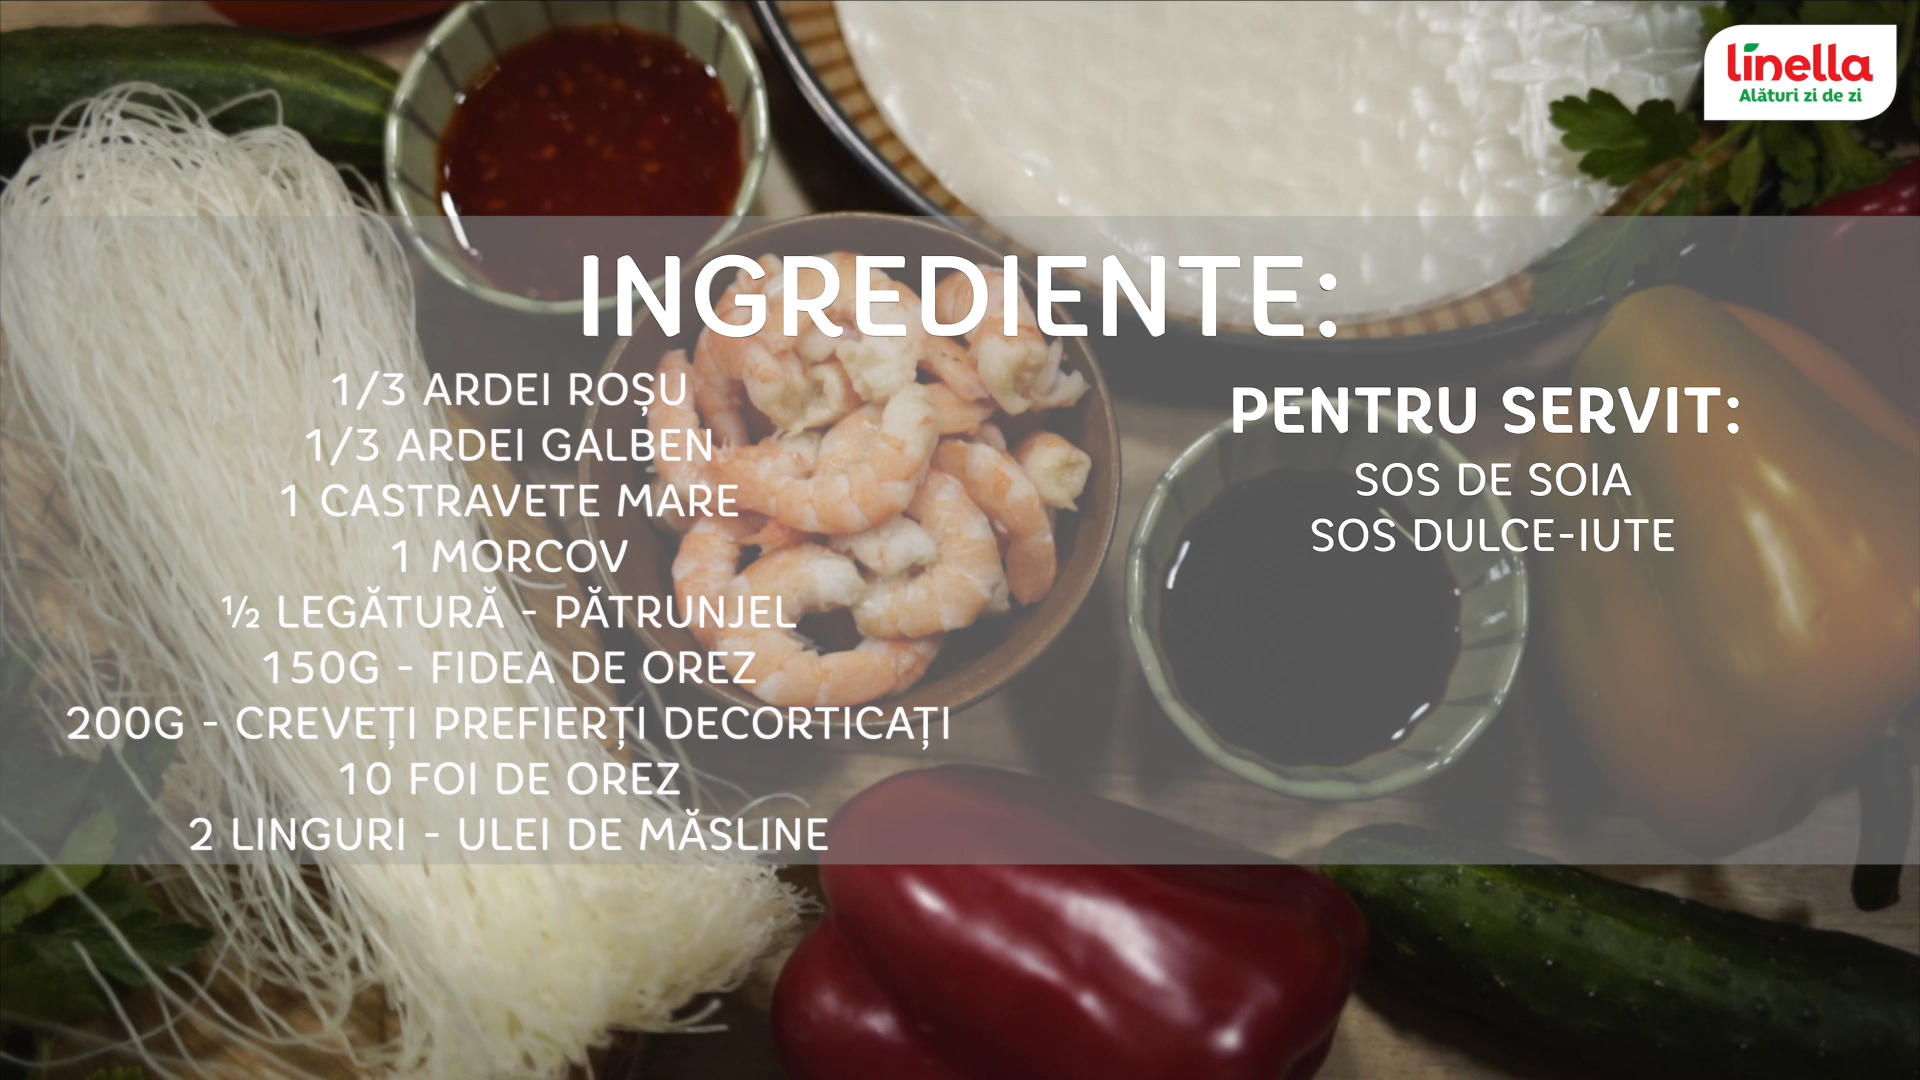 linella
Alături zi de zi
INGREDIENTE:
1/3 ARDEI ROȘU
1/3 ARDEI GALBEN
1 CASTRAVETE MARE
1 MORCOV
½ LEGĂTURĂ - PĂTRUNJEL
150G - FIDEA DE OREZ
200G - CREVEȚI PREFIERȚI DECORTICAȚI
10 FOI DE OREZ
2 LINGURI - ULEI DE MĂSLINE
PENTRU SERVIT:
SOS DE SOIA
SOS DULCE-IUTE